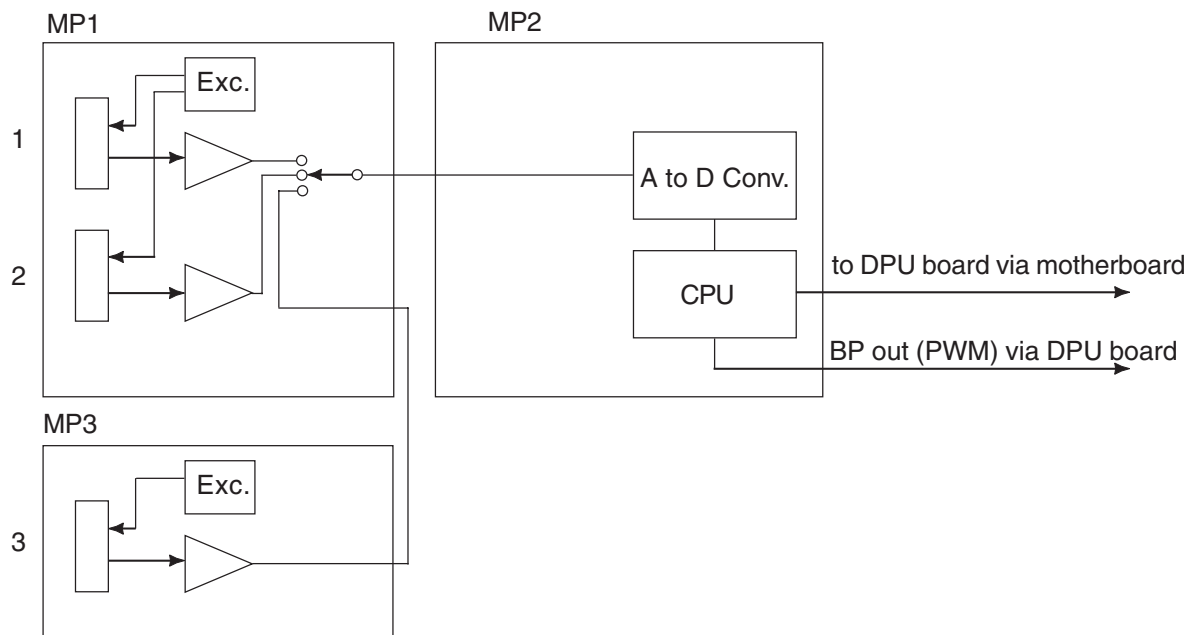 MP1
MP2
Exc.
1
A to D Conv.
2
CPU
to DPU board via motherboard
BP out (PWM) via DPU board
MP3
Exc.
3